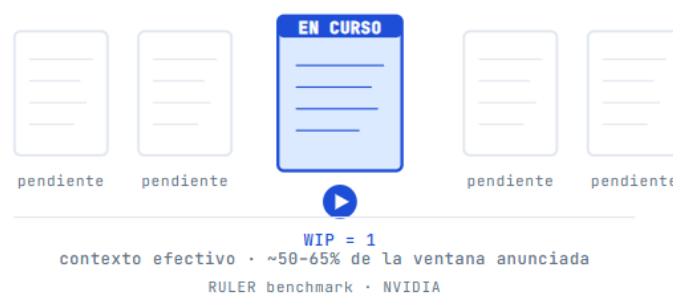 EN CURSO
pendiente pendiente pendiente pendiente
WIP = 1
contexto efectivo · ~50-65% de la ventana anunciada
RULER benchmark · NVIDIA